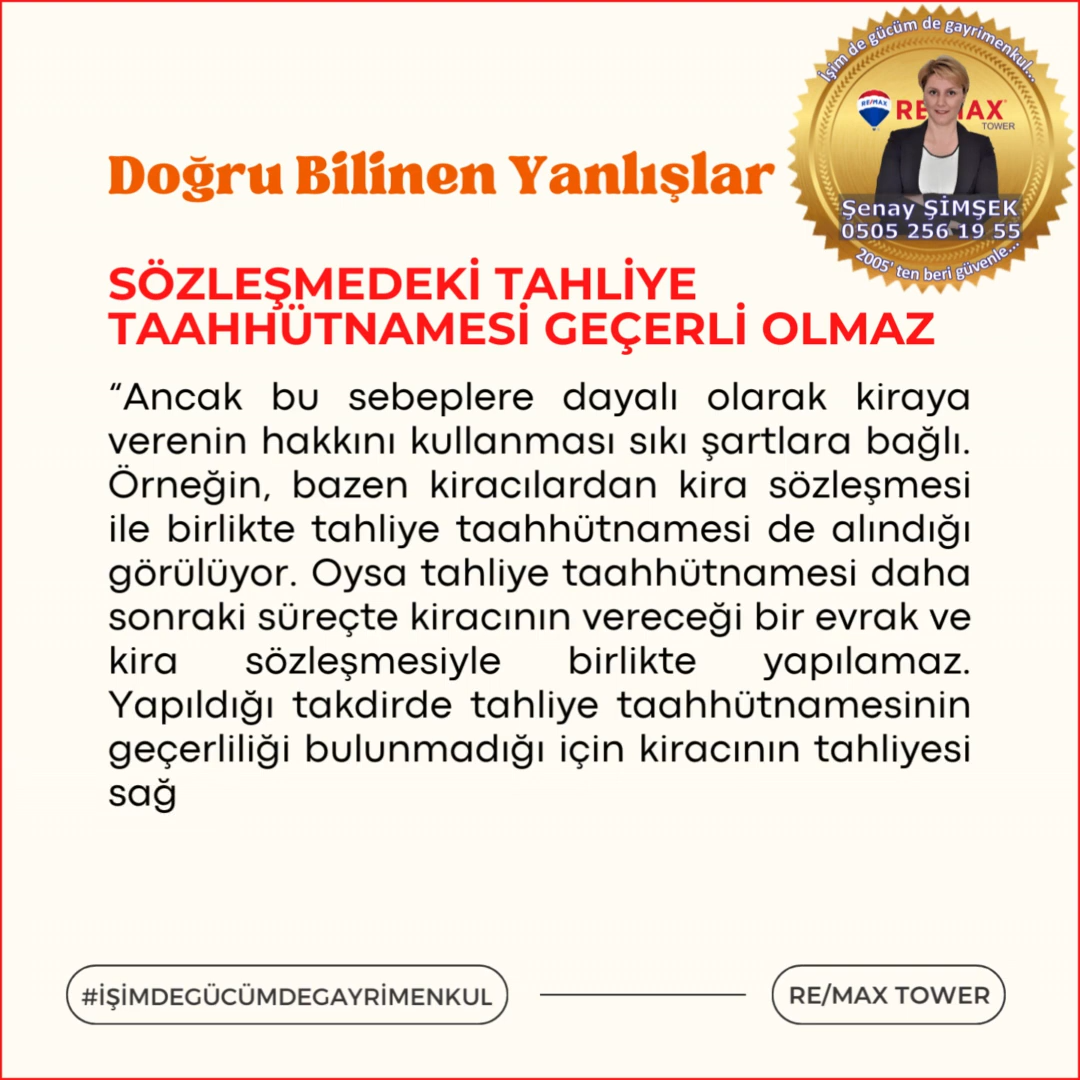 İşim de gücüm de gayrimenkul...
RE/MAX
RE/MAX
TOWER
Şenay ŞİMŞEK
0505 256 19 55
2005' ten beri güvenle...
Doğru Bilinen Yanlışlar
SÖZLEŞMEDEKİ TAHLİYE
TAAHHÜTNAMESİ GEÇERLİ OLMAZ
“Ancak bu sebeplere dayalı olarak kiraya
verenin hakkını kullanması sıkı şartlara bağlı.
Örneğin, bazen kiracılardan kira sözleşmesi
ile birlikte tahliye taahhütnamesi de alındığı
görülüyor. Oysa tahliye taahhütnamesi daha
sonraki süreçte kiracının vereceği bir evrak ve
kira sözleşmesiyle birlikte yapılamaz.
Yapıldığı takdirde tahliye taahhütnamesinin
geçerliliği bulunmadığı için kiracının tahliyesi
sağ
#İŞİMDEGÜCÜMDEGAYRİMENKUL
RE/MAX TOWER